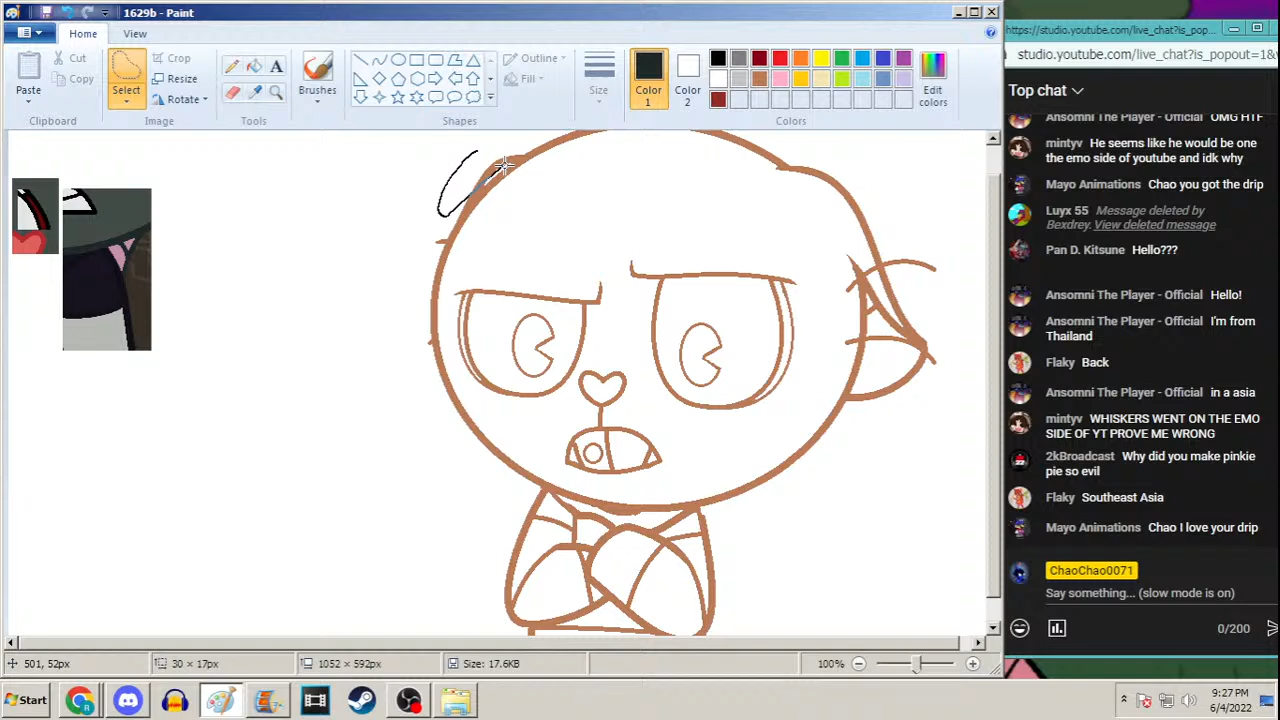 1629b - Paint
Home
View
Paste
Cut
Copy
Clipboard
Select
Crop
Resize
Rotate
Image
Tools
Brushes
Shapes
Outline
Fill
Size
Color 1
Color 2
Edit colors
Colors
https://studio.youtube.com/live_chat?is_pop...
studio.youtube.com/live_chat?is_popout=1&
Top chat
Ansomni The Player - Official OMG HTF
mintyv He seems like he would be one
the emo side of youtube and idk why
Mayo Animations Chao you got the drip
Luyx 55 Message deleted by
Bexdrey. View deleted message
Pan D. Kitsune Hello???
Ansomni The Player - Official Hello!
Ansomni The Player - Official I'm from
Thailand
Flaky Back
Ansomni The Player - Official in a asia
mintyv WHISKERS WENT ON THE EMO
SIDE OF YT PROVE ME WRONG
2kBroadcast Why did you make pinkie
pie so evil
Flaky Southeast Asia
Mayo Animations Chao I love your drip
ChaoChao0071
Say something... (slow mode is on)
0/200
501, 52px
30 × 17px
1052 × 592px
Size: 17.6KB
100%
Start
9:27 PM
6/4/2022